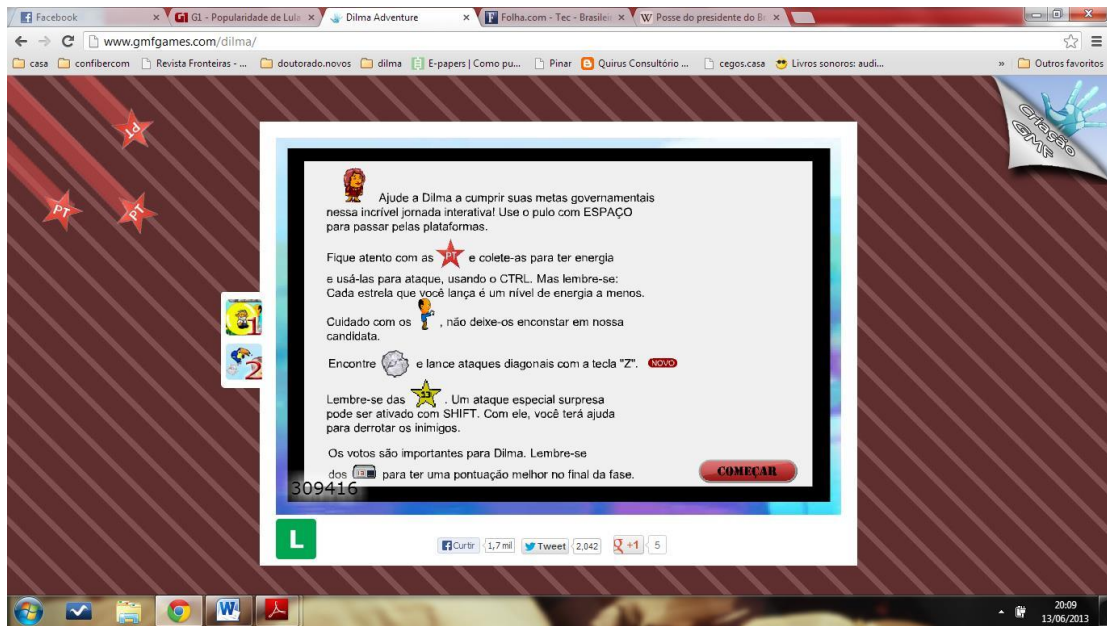 Facebook
G1 - Popularidade de Lula
Dilma Adventure
Folha.com - Tec - Brasilei
Posse do presidente do B
www.gmfgames.com/dilma/
casa
confibercom
Revista Fronteiras - ...
doutorado.novos
dilma
E-papers | Como pu...
Pinar
Quirus Consultório ...
cegos.casa
Livros sonoros: audi...
»
Outros favoritos
PT
PT
PT
Criação
GMF
Ajude a Dilma a cumprir suas metas governamentais
nessa incrível jornada interativa! Use o pulo com ESPAÇO
para passar pelas plataformas.
Fique atento com as PT e colete-as para ter energia
e usá-las para ataque, usando o CTRL. Mas lembre-se:
Cada estrela que você lança é um nível de energia a menos.
Cuidado com os , não deixe-os enconstar em nossa
candidata.
Encontre e lance ataques diagonais com a tecla "Z". NOVO
Lembre-se das 13 . Um ataque especial surpresa
pode ser ativado com SHIFT. Com ele, você terá ajuda
para derrotar os inimigos.
Os votos são importantes para Dilma. Lembre-se
dos 13 para ter uma pontuação melhor no final da fase.
COMEÇAR
309416
1
2
L
Curtir 1,7 mil Tweet 2,042 +1 5
20:09
13/06/2013